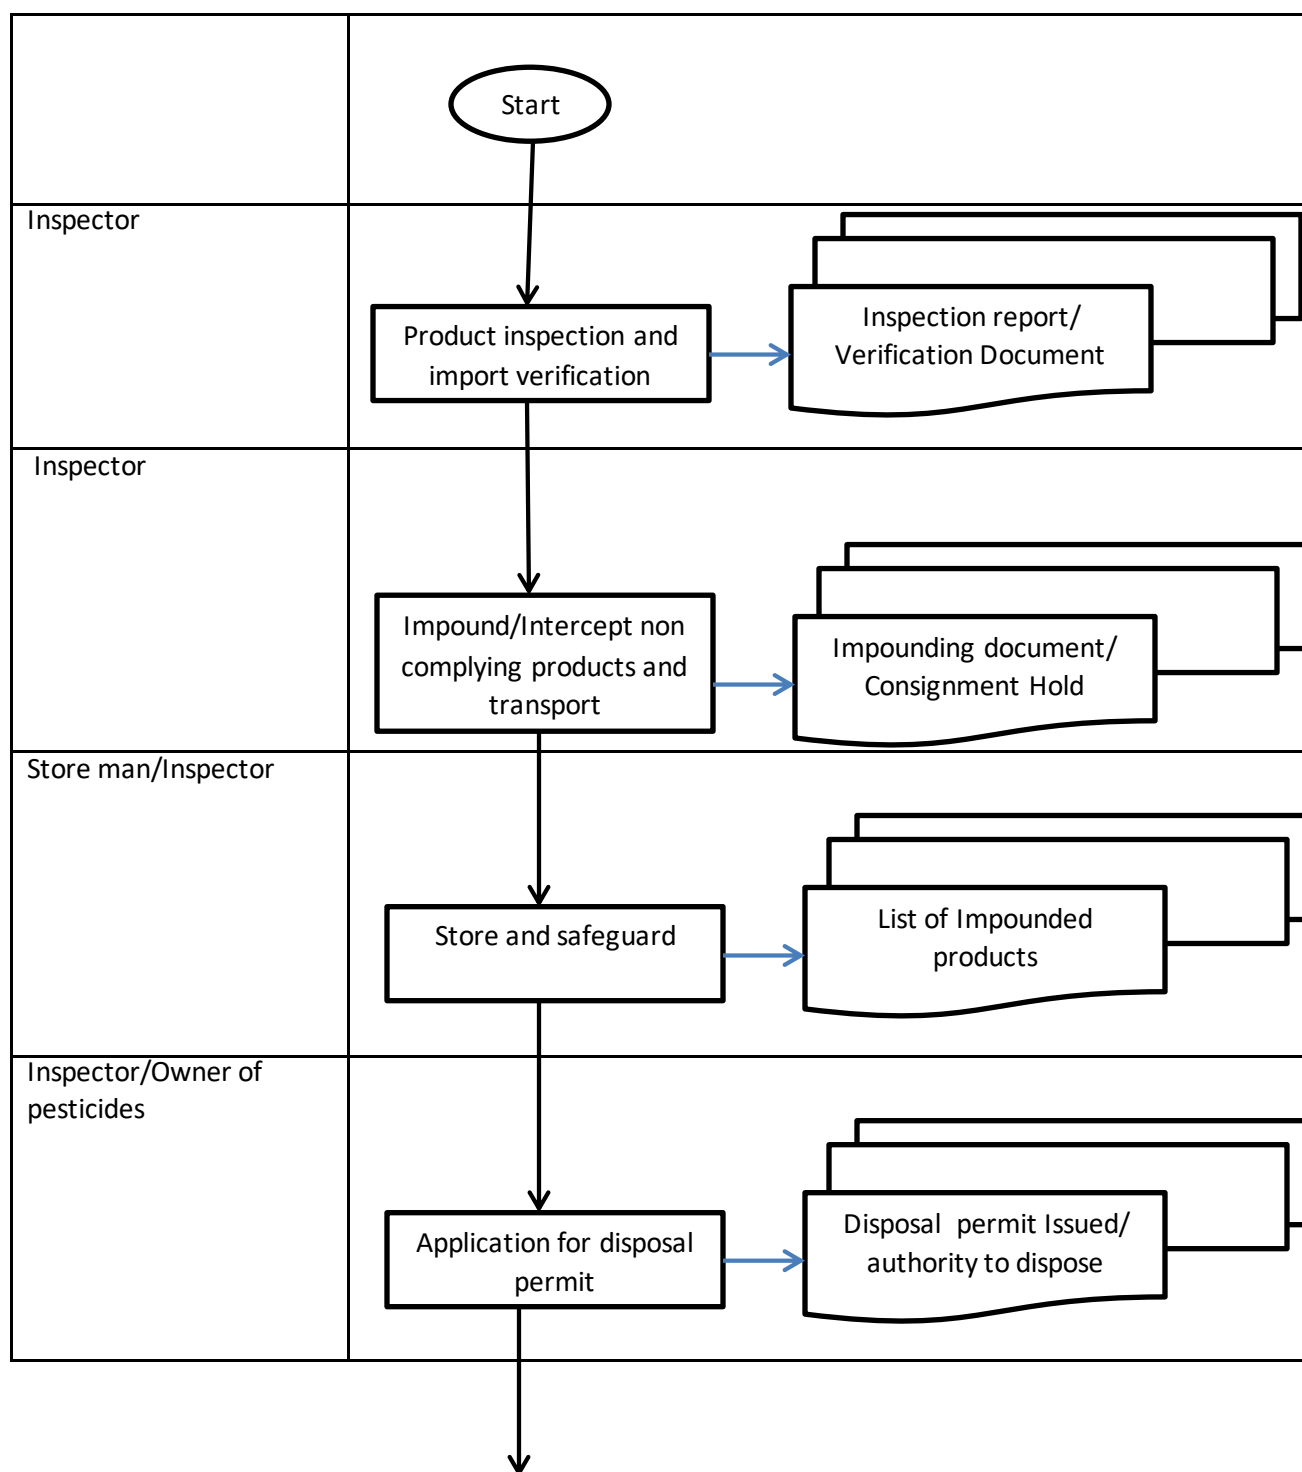 Start
Inspector
Product inspection and
import verification
Inspection report/
Verification Document
Inspector
Impound/Intercept non
complying products and
transport
Impounding document/
Consignment Hold
Store man/Inspector
Store and safeguard
List of Impounded
products
Inspector/Owner of
pesticides
Application for disposal
permit
Disposal permit Issued/
authority to dispose